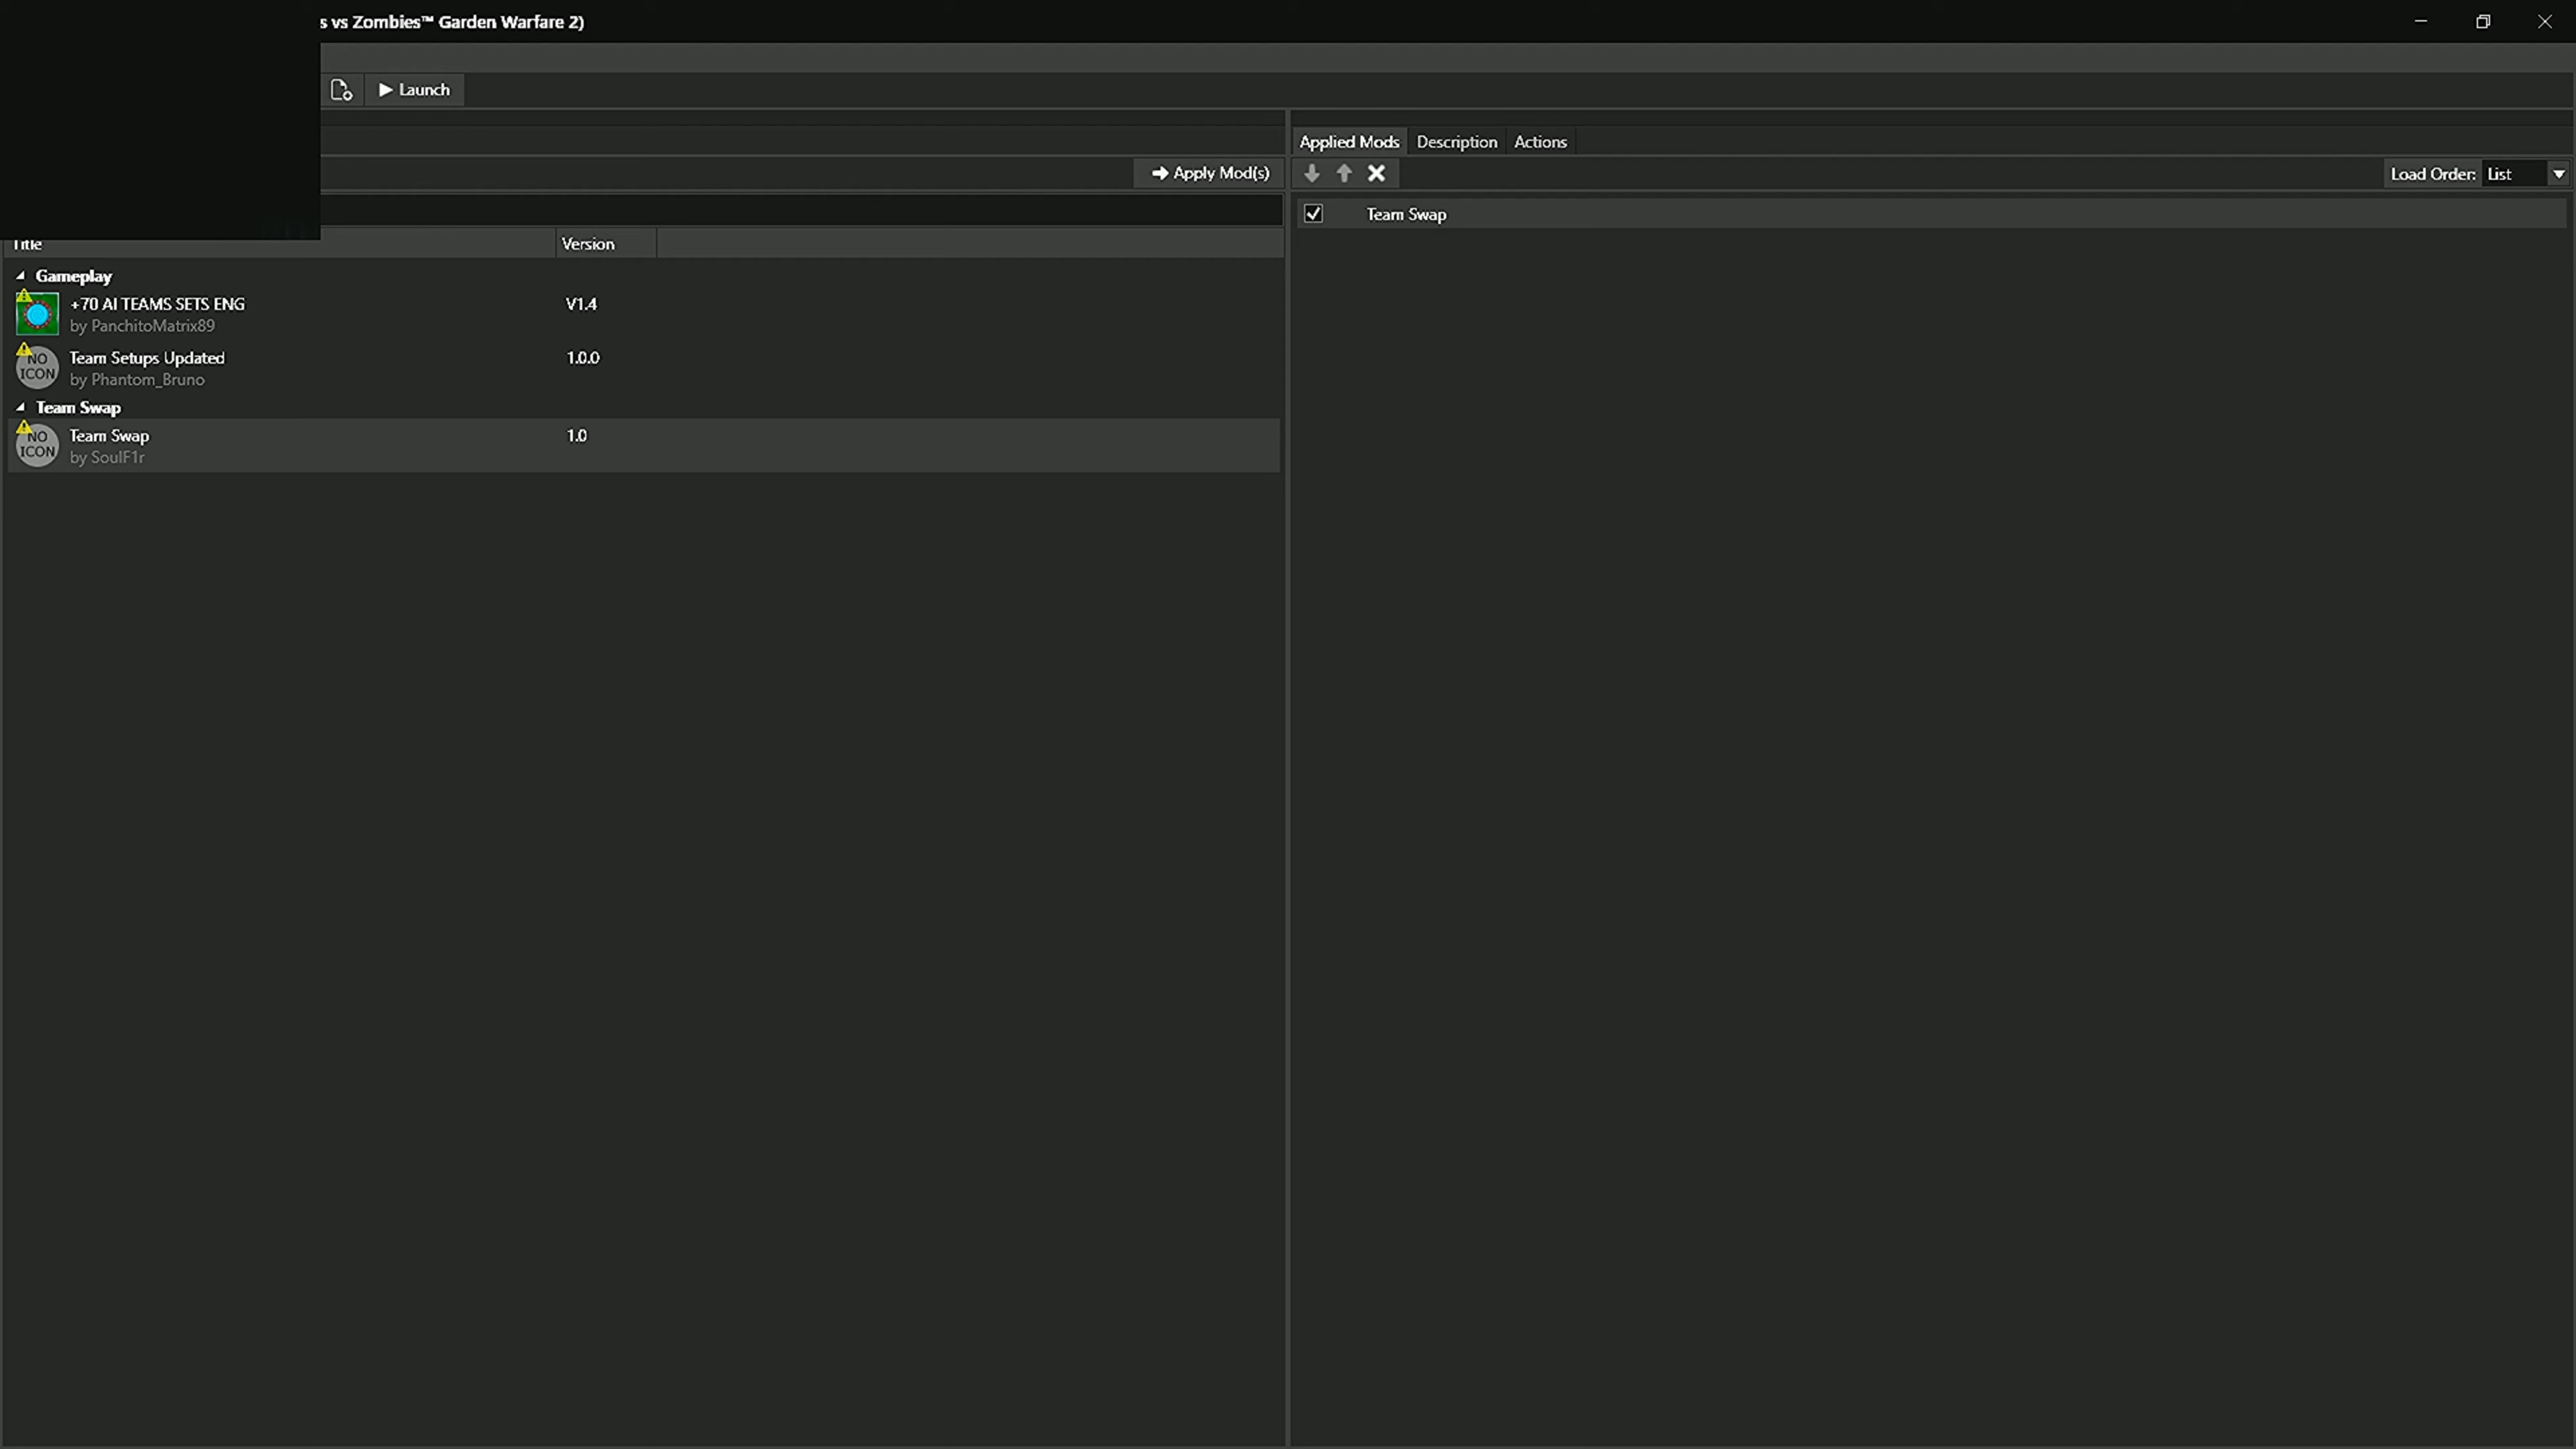 s vs Zombies™ Garden Warfare 2)
Launch
Applied Mods Description Actions
Apply Mod(s)
Load Order: List
Team Swap
Title Version
Gameplay
+70 AI TEAMS SETS ENG V1.4
by PanchitoMatrix89
NO ICON
Team Setups Updated 1.0.0
by Phantom_Bruno
Team Swap
NO ICON
Team Swap 1.0
by SoulF1r